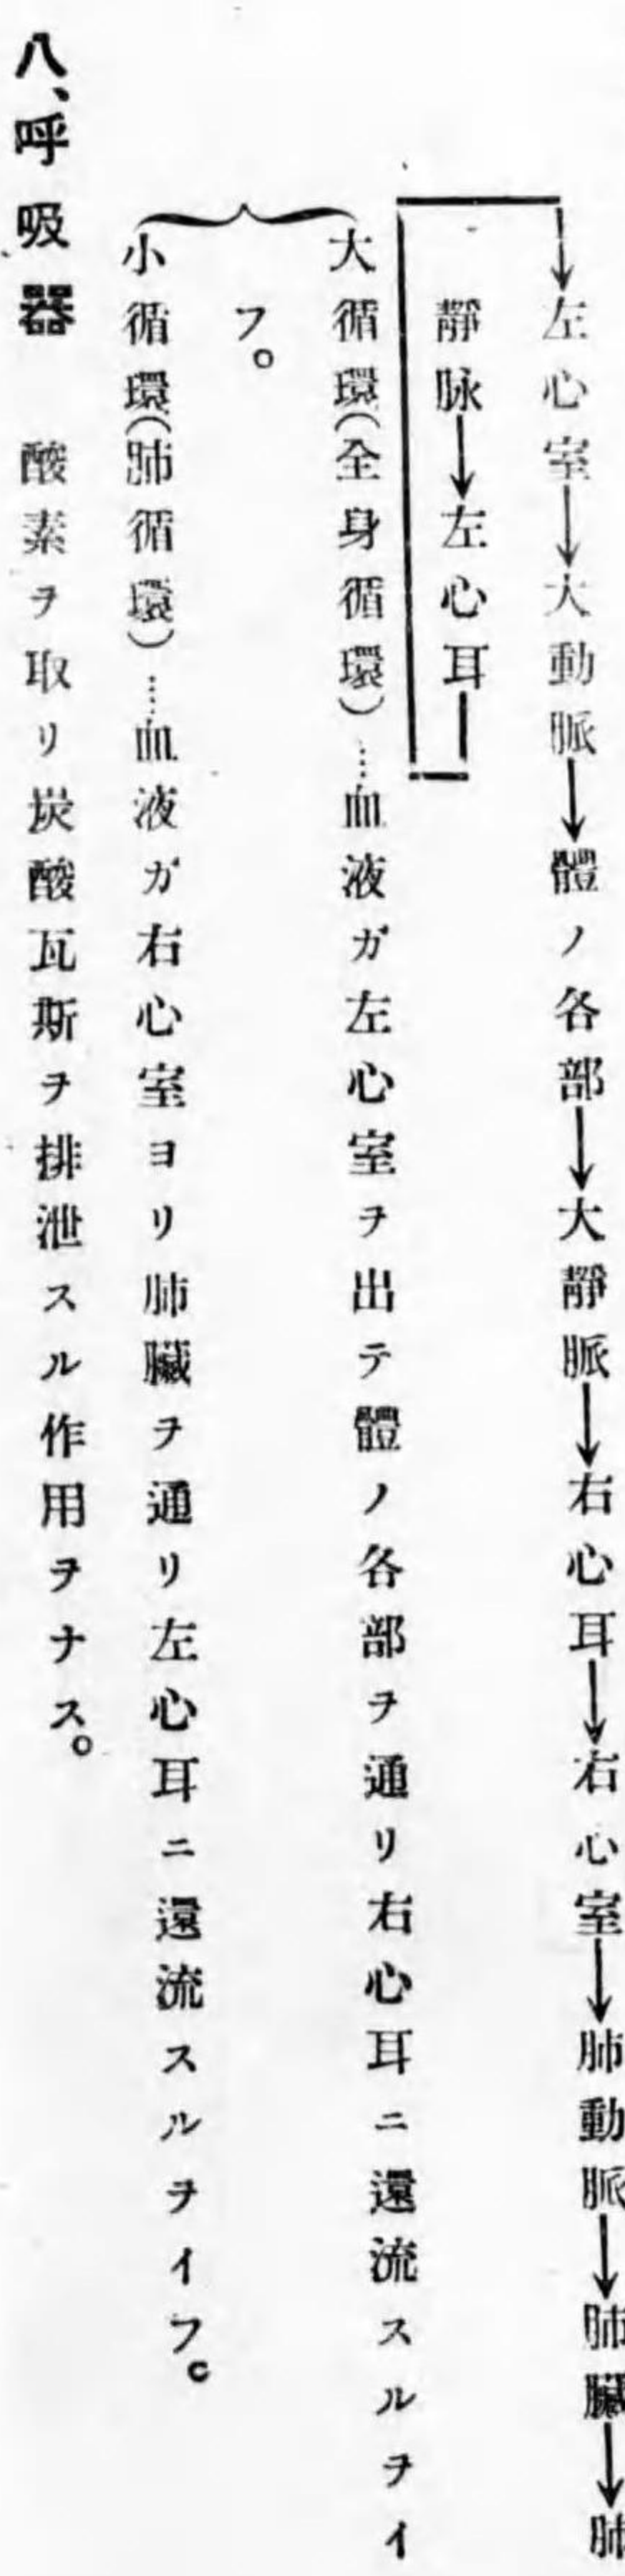 →左心室→大動脈→體ノ各部→大靜脈→右心耳→右心室→肺動脈→肺臟→肺
靜脉→左心耳
大循環(全身循環)……血液ガ左心室ヲ出テ體ノ各部ヲ通リ右心耳ニ還流スルヲイ
フ。
小循環(肺循環)……血液ガ右心室ヨリ肺臟ヲ通リ左心耳ニ還流スルヲイフ。
八、呼吸器 酸素ヲ取リ炭酸瓦斯ヲ排泄スル作用ヲナス。